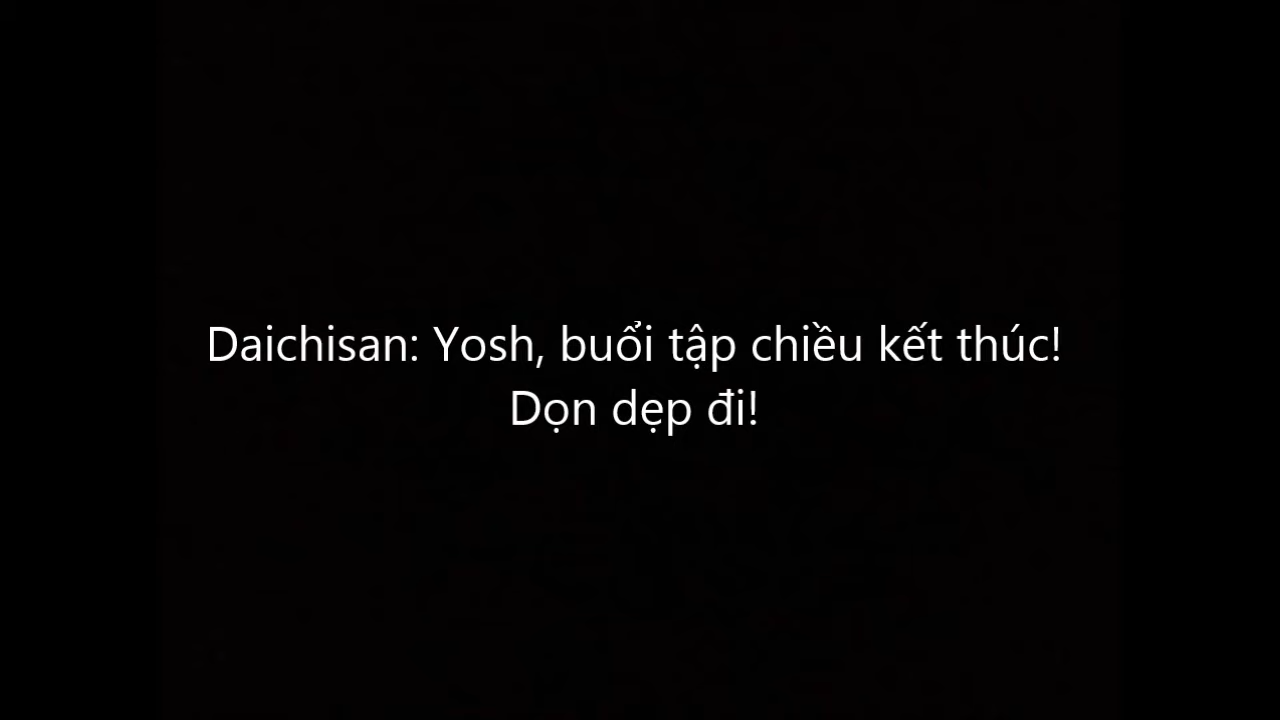 Daichisan: Yosh, buổi tập chiều kết thúc!
Dọn dẹp đi!